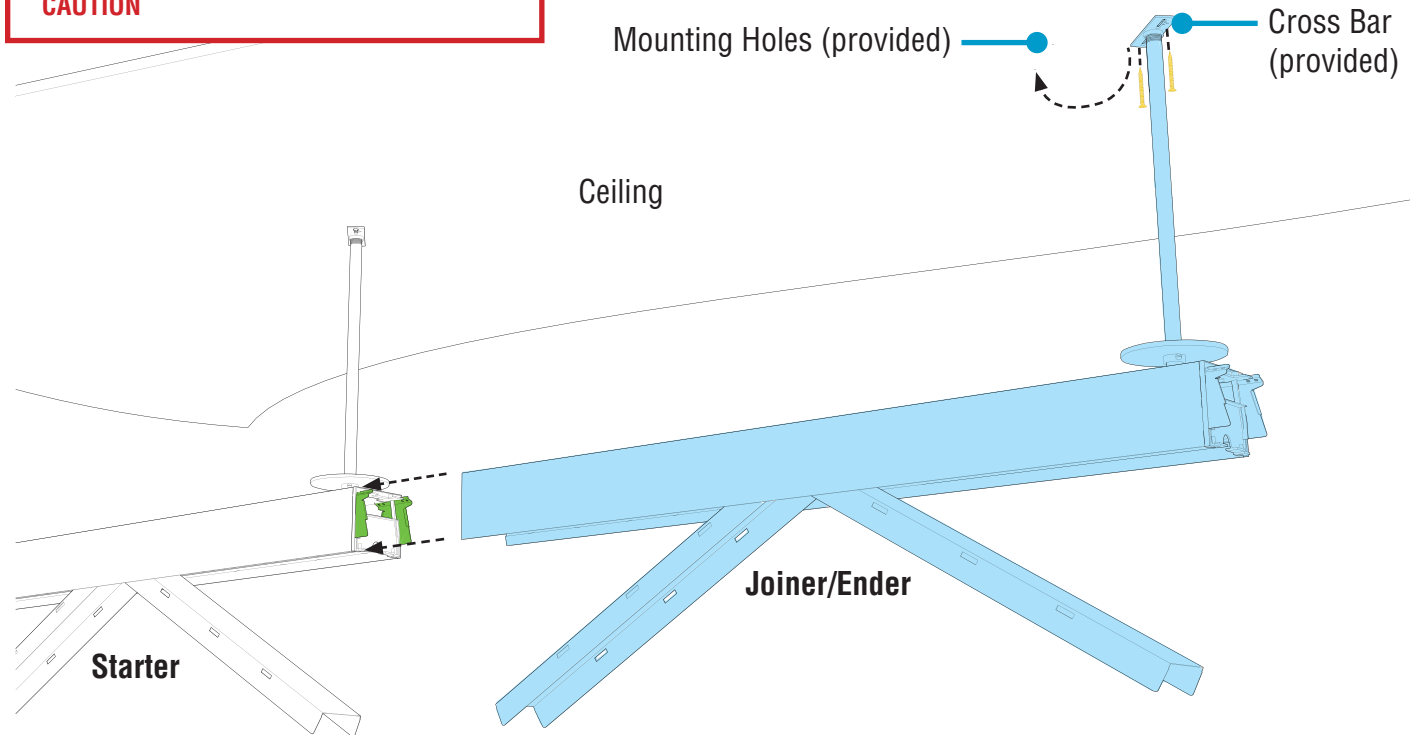 CAUTION
Mounting Holes (provided)
Cross Bar
(provided)
Ceiling
Joiner/Ender
Starter